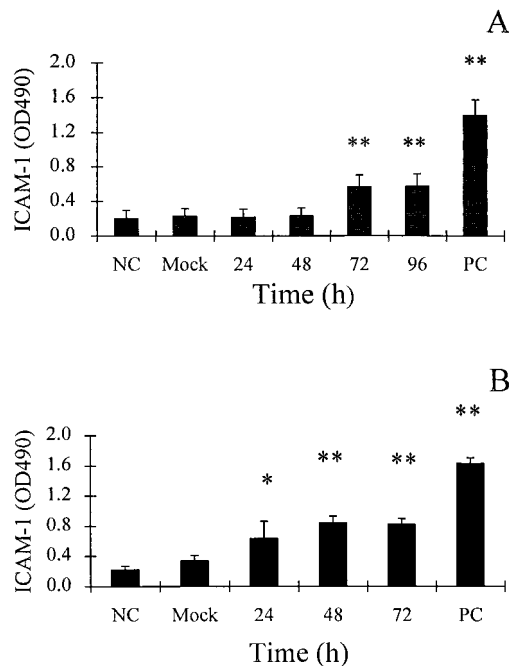 A
ICAM-1 (OD490)
2.0
1.6
1.2
0.8
0.4
0.0
**
**
**
NC Mock 24 48 72 96 PC
Time (h)
B
ICAM-1 (OD490)
2.0
1.6
1.2
0.8
0.4
0.0
*
**
**
**
NC Mock 24 48 72 PC
Time (h)